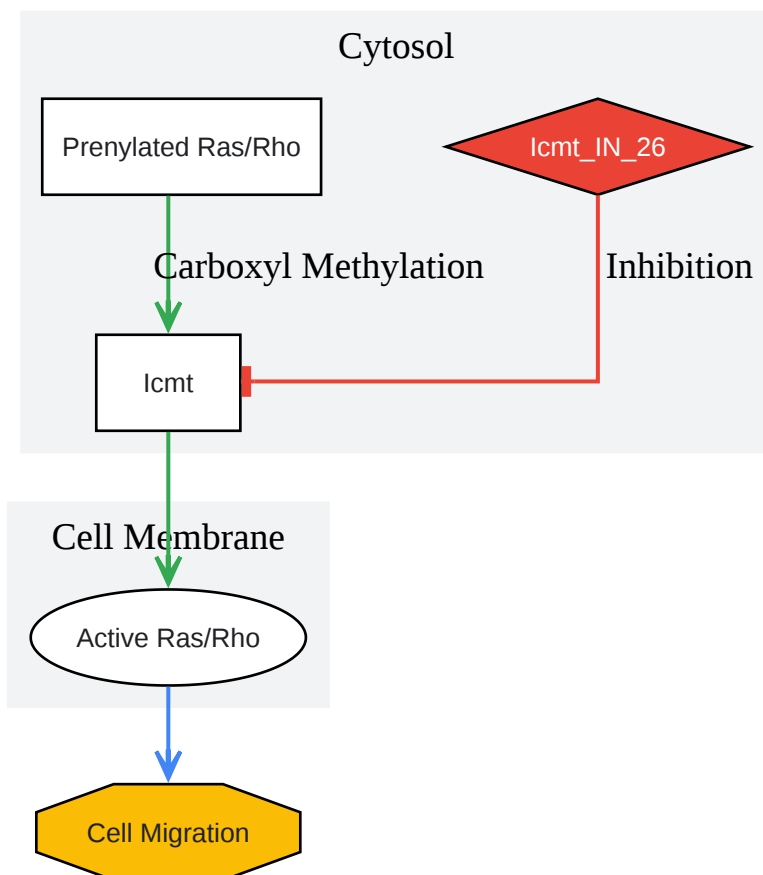 Cytosol
Prenylated Ras/Rho
Icmt_IN_26
Carboxyl Methylation
Inhibition
Icmt
Cell Membrane
Active Ras/Rho
Cell Migration